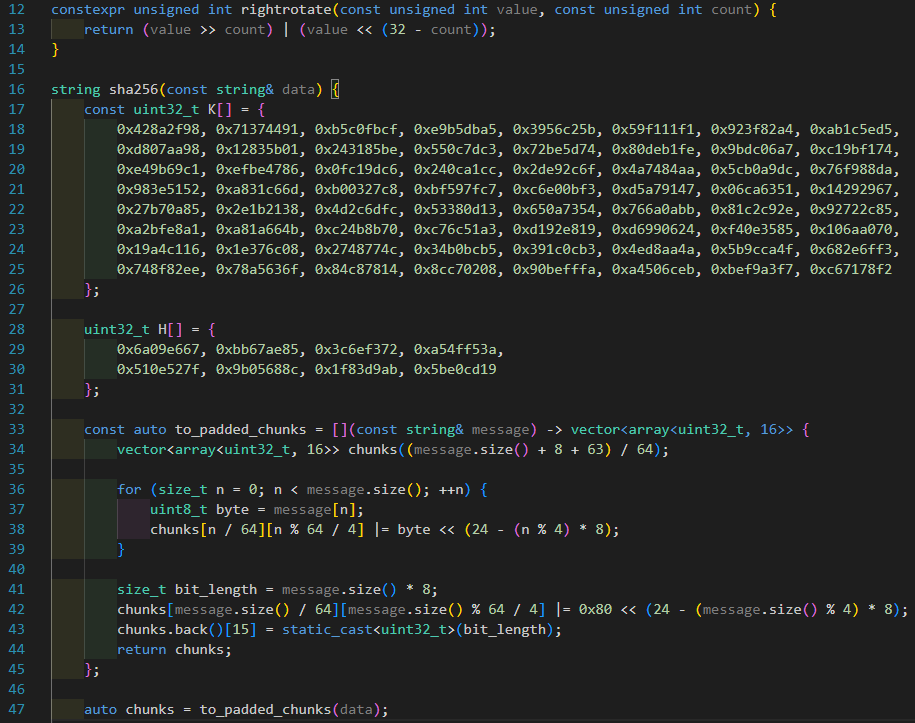 12 constexpr unsigned int rightrotate(const unsigned int value, const unsigned int count) {
13     return (value >> count) | (value << (32 - count));
14 }
15
16 string sha256(const string& data) {
17     const uint32_t K[] = {
18         0x428a2f98, 0x71374491, 0xb5c0fbcf, 0xe9b5dba5, 0x3956c25b, 0x59f111f1, 0x923f82a4, 0xab1c5ed5,
19         0xd807aa98, 0x12835b01, 0x243185be, 0x550c7dc3, 0x72be5d74, 0x80deb1fe, 0x9bdc06a7, 0xc19bf174,
20         0xe49b69c1, 0xefbe4786, 0x0fc19dc6, 0x240ca1cc, 0x2de92c6f, 0x4a7484aa, 0x5cb0a9dc, 0x76f988da,
21         0x983e5152, 0xa831c66d, 0xb00327c8, 0xbf597fc7, 0xc6e00bf3, 0xd5a79147, 0x06ca6351, 0x14292967,
22         0x27b70a85, 0x2e1b2138, 0x4d2c6dfc, 0x53380d13, 0x650a7354, 0x766a0abb, 0x81c2c92e, 0x92722c85,
23         0xa2bfe8a1, 0xa81a664b, 0xc24b8b70, 0xc76c51a3, 0xd192e819, 0xd6990624, 0xf40e3585, 0x106aa070,
24         0x19a4c116, 0x1e376c08, 0x2748774c, 0x34b0bcb5, 0x391c0cb3, 0x4ed8aa4a, 0x5b9cca4f, 0x682e6ff3,
25         0x748f82ee, 0x78a5636f, 0x84c87814, 0x8cc70208, 0x90befffa, 0xa4506ceb, 0xbef9a3f7, 0xc67178f2
26     };
27
28     uint32_t H[] = {
29         0x6a09e667, 0xbb67ae85, 0x3c6ef372, 0xa54ff53a,
30         0x510e527f, 0x9b05688c, 0x1f83d9ab, 0x5be0cd19
31     };
32
33     const auto to_padded_chunks = [](const string& message) -> vector<array<uint32_t, 16>> {
34         vector<array<uint32_t, 16>> chunks((message.size() + 8 + 63) / 64);
35
36         for (size_t n = 0; n < message.size(); ++n) {
37             uint8_t byte = message[n];
38             chunks[n / 64][n % 64 / 4] |= byte << (24 - (n % 4) * 8);
39         }
40
41         size_t bit_length = message.size() * 8;
42         chunks[message.size() / 64][message.size() % 64 / 4] |= 0x80 << (24 - (message.size() % 4) * 8);
43         chunks.back()[15] = static_cast<uint32_t>(bit_length);
44         return chunks;
45     };
46
47     auto chunks = to_padded_chunks(data);